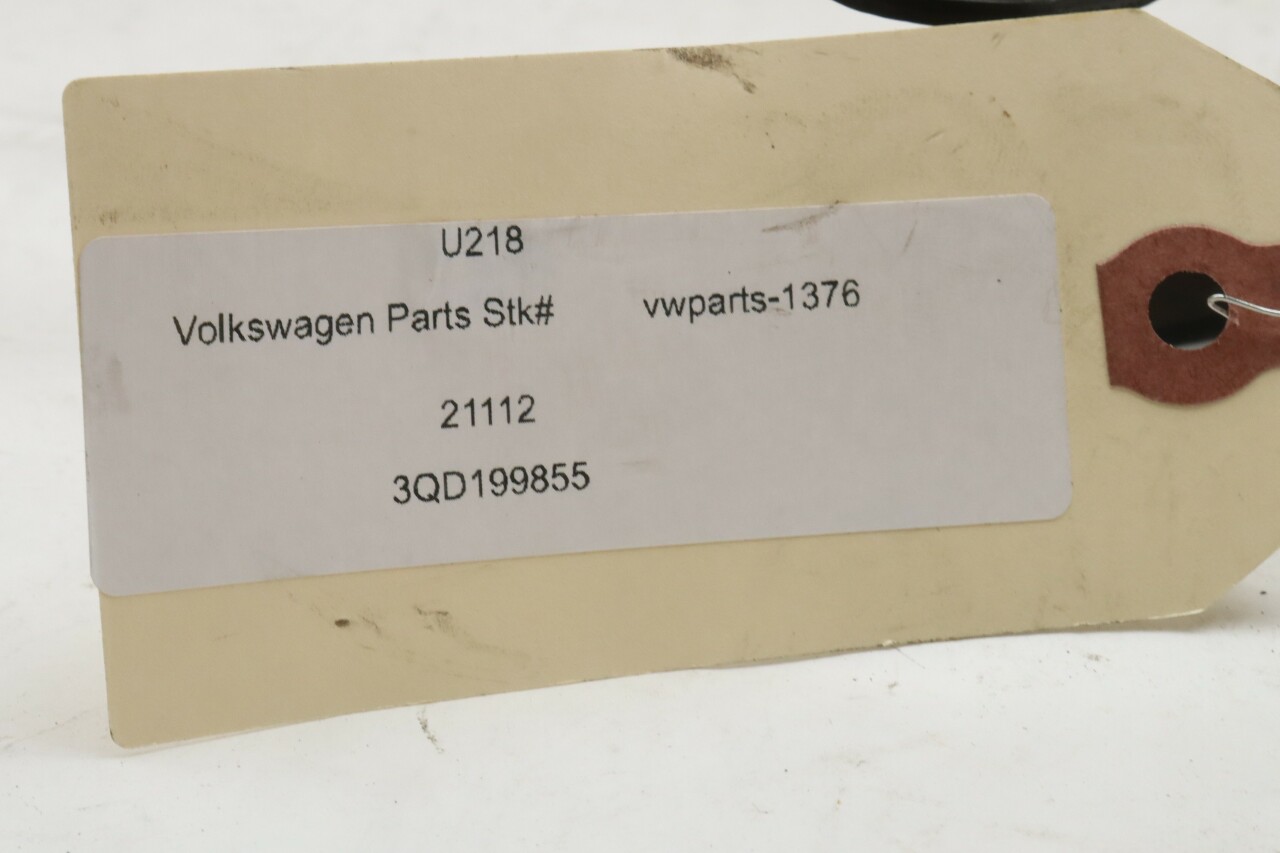 U218
Volkswagen Parts Stk# vwparts-1376
21112
3QD199855